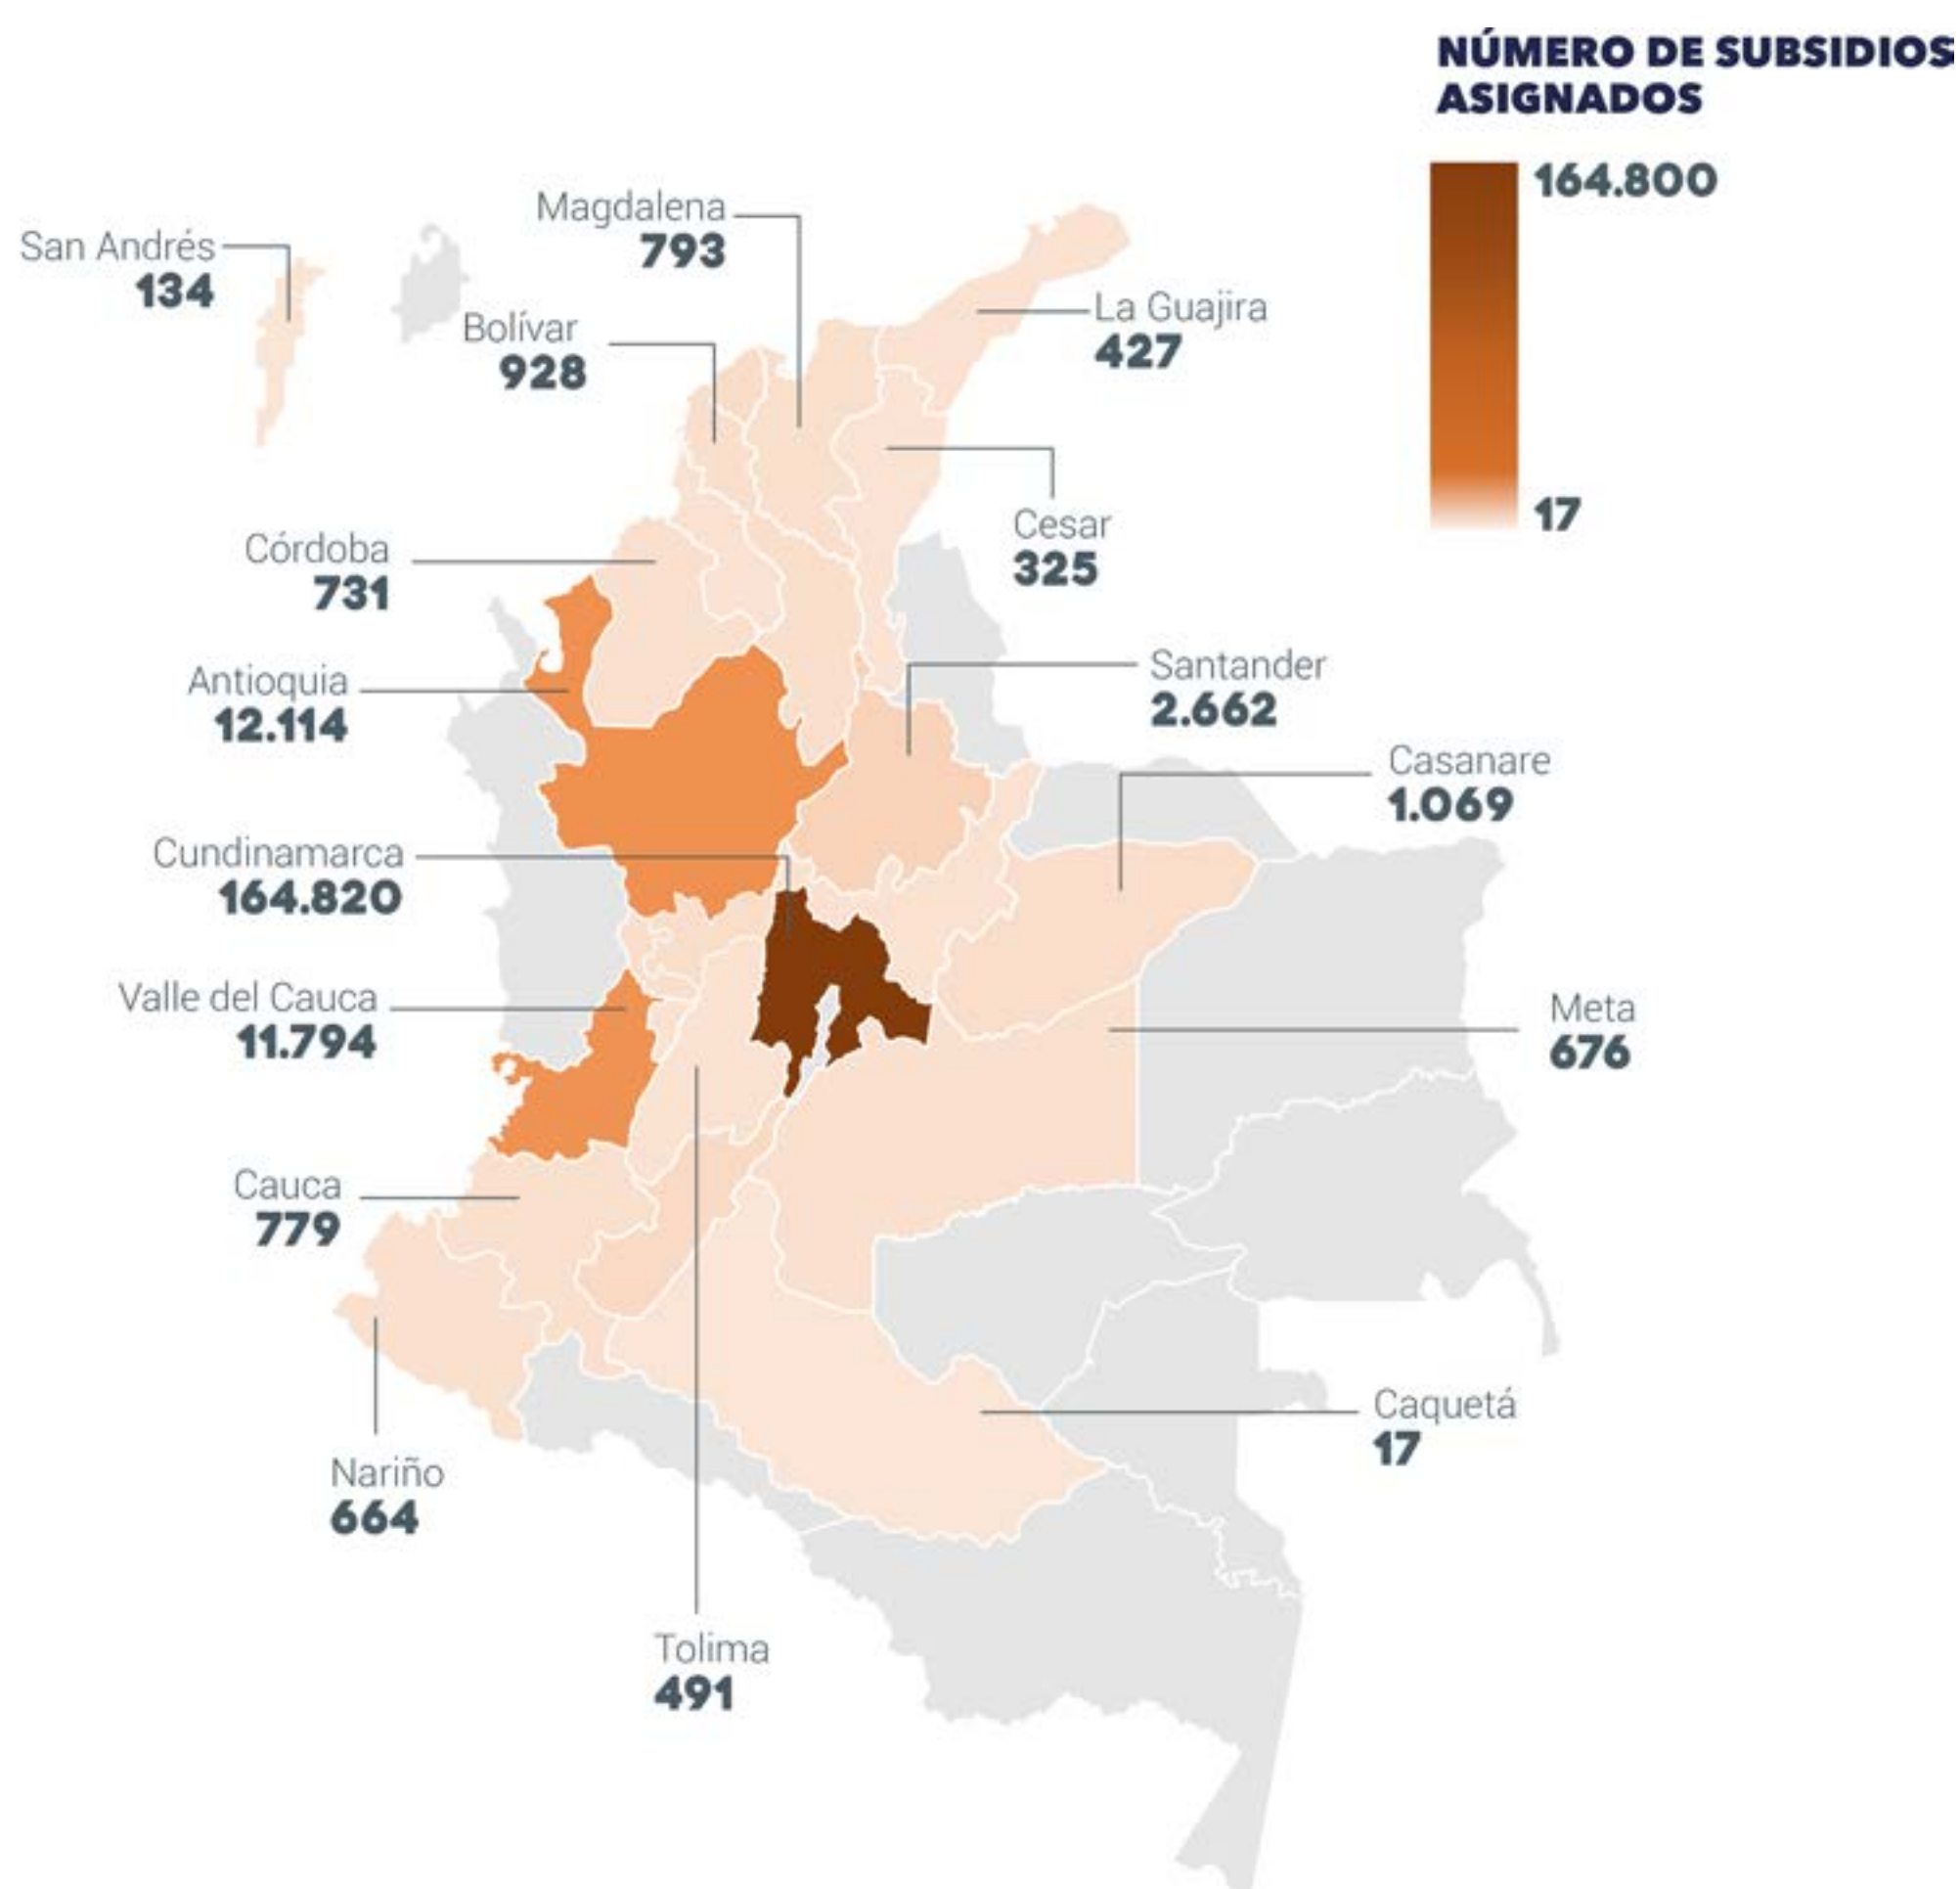 NÚMERO DE SUBSIDIOS
ASIGNADOS
164.800
17
San Andrés
134
Magdalena
793
Bolívar
928
La Guajira
427
Cesar
325
Córdoba
731
Antioquia
12.114
Santander
2.662
Casanare
1.069
Cundinamarca
164.820
Valle del Cauca
11.794
Meta
676
Cauca
779
Caquetá
17
Nariño
664
Tolima
491